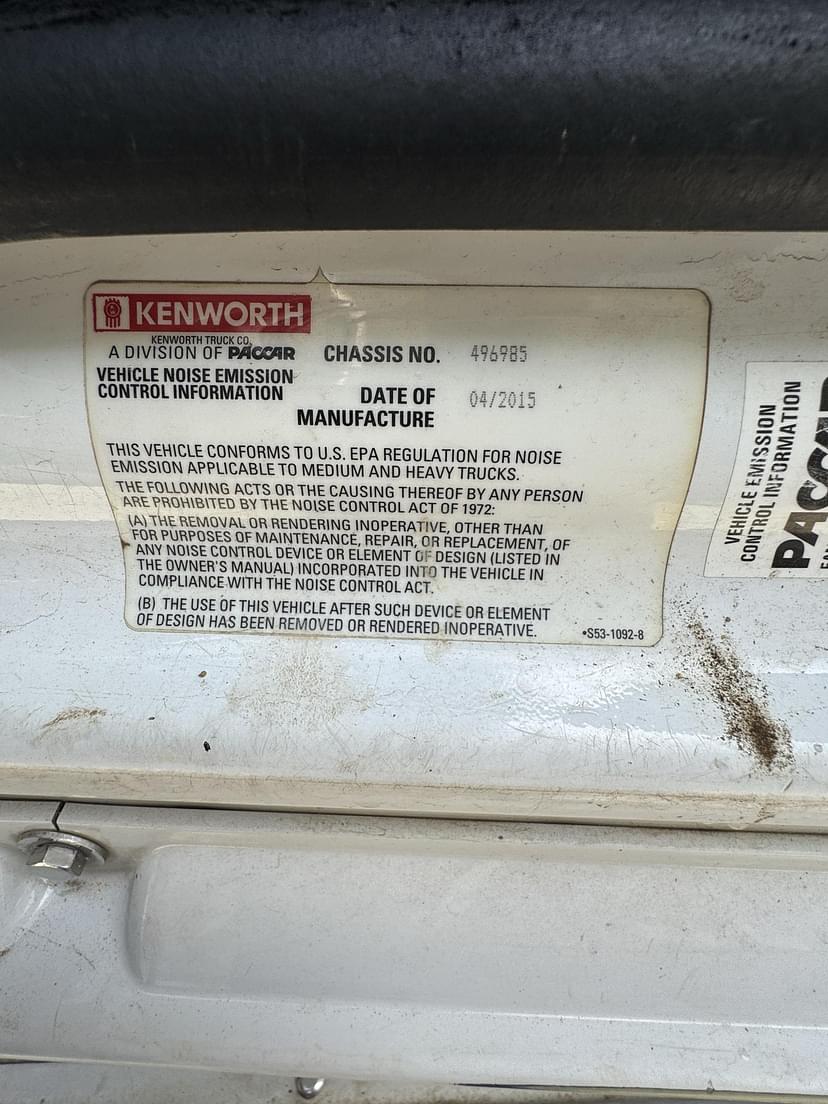 KENWORTH
KENWORTH TRUCK CO.
A DIVISION OF PACCAR
CHASSIS NO. 496985
VEHICLE NOISE EMISSION
CONTROL INFORMATION
DATE OF
MANUFACTURE
04/2015
THIS VEHICLE CONFORMS TO U.S. EPA REGULATION FOR NOISE
EMISSION APPLICABLE TO MEDIUM AND HEAVY TRUCKS.
THE FOLLOWING ACTS OR THE CAUSING THEREOF BY ANY PERSON
ARE PROHIBITED BY THE NOISE CONTROL ACT OF 1972:
(A) THE REMOVAL OR RENDERING INOPERATIVE, OTHER THAN
FOR PURPOSES OF MAINTENANCE, REPAIR, OR REPLACEMENT, OF
ANY NOISE CONTROL DEVICE OR ELEMENT OF DESIGN (LISTED IN
THE OWNER'S MANUAL) INCORPORATED INTO THE VEHICLE IN
COMPLIANCE WITH THE NOISE CONTROL ACT.
(B) THE USE OF THIS VEHICLE AFTER SUCH DEVICE OR ELEMENT
OF DESIGN HAS BEEN REMOVED OR RENDERED INOPERATIVE.
•S53-1092-8
VEHICLE EMISSION
CONTROL INFORMATION
PACCAR